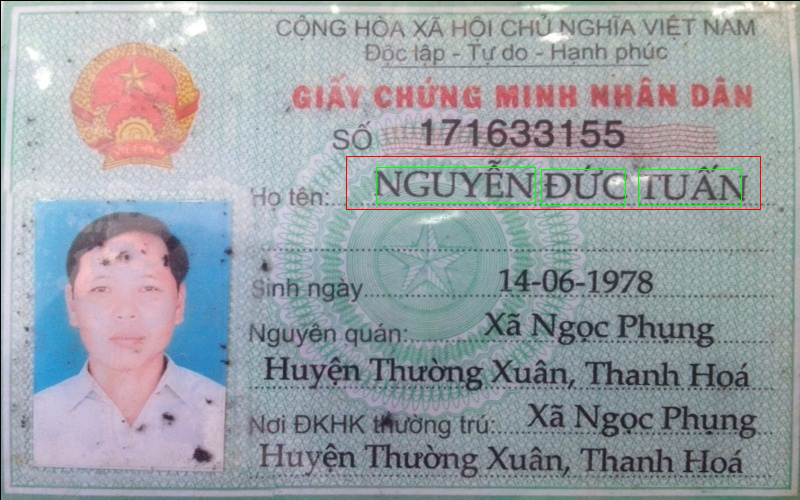 CỘNG HÒA XÃ HỘI CHỦ NGHĨA VIỆT NAM
Độc lập - Tự do - Hạnh phúc
GIẤY CHỨNG MINH NHÂN DÂN
SỐ 171633155
Họ tên: NGUYỄN ĐỨC TUẤN
Sinh ngày 14-06-1978
Nguyên quán: Xã Ngọc Phụng
Huyện Thường Xuân, Thanh Hoá
Nơi ĐKHK thường trú: Xã Ngọc Phụng
Huyện Thường Xuân, Thanh Hoá